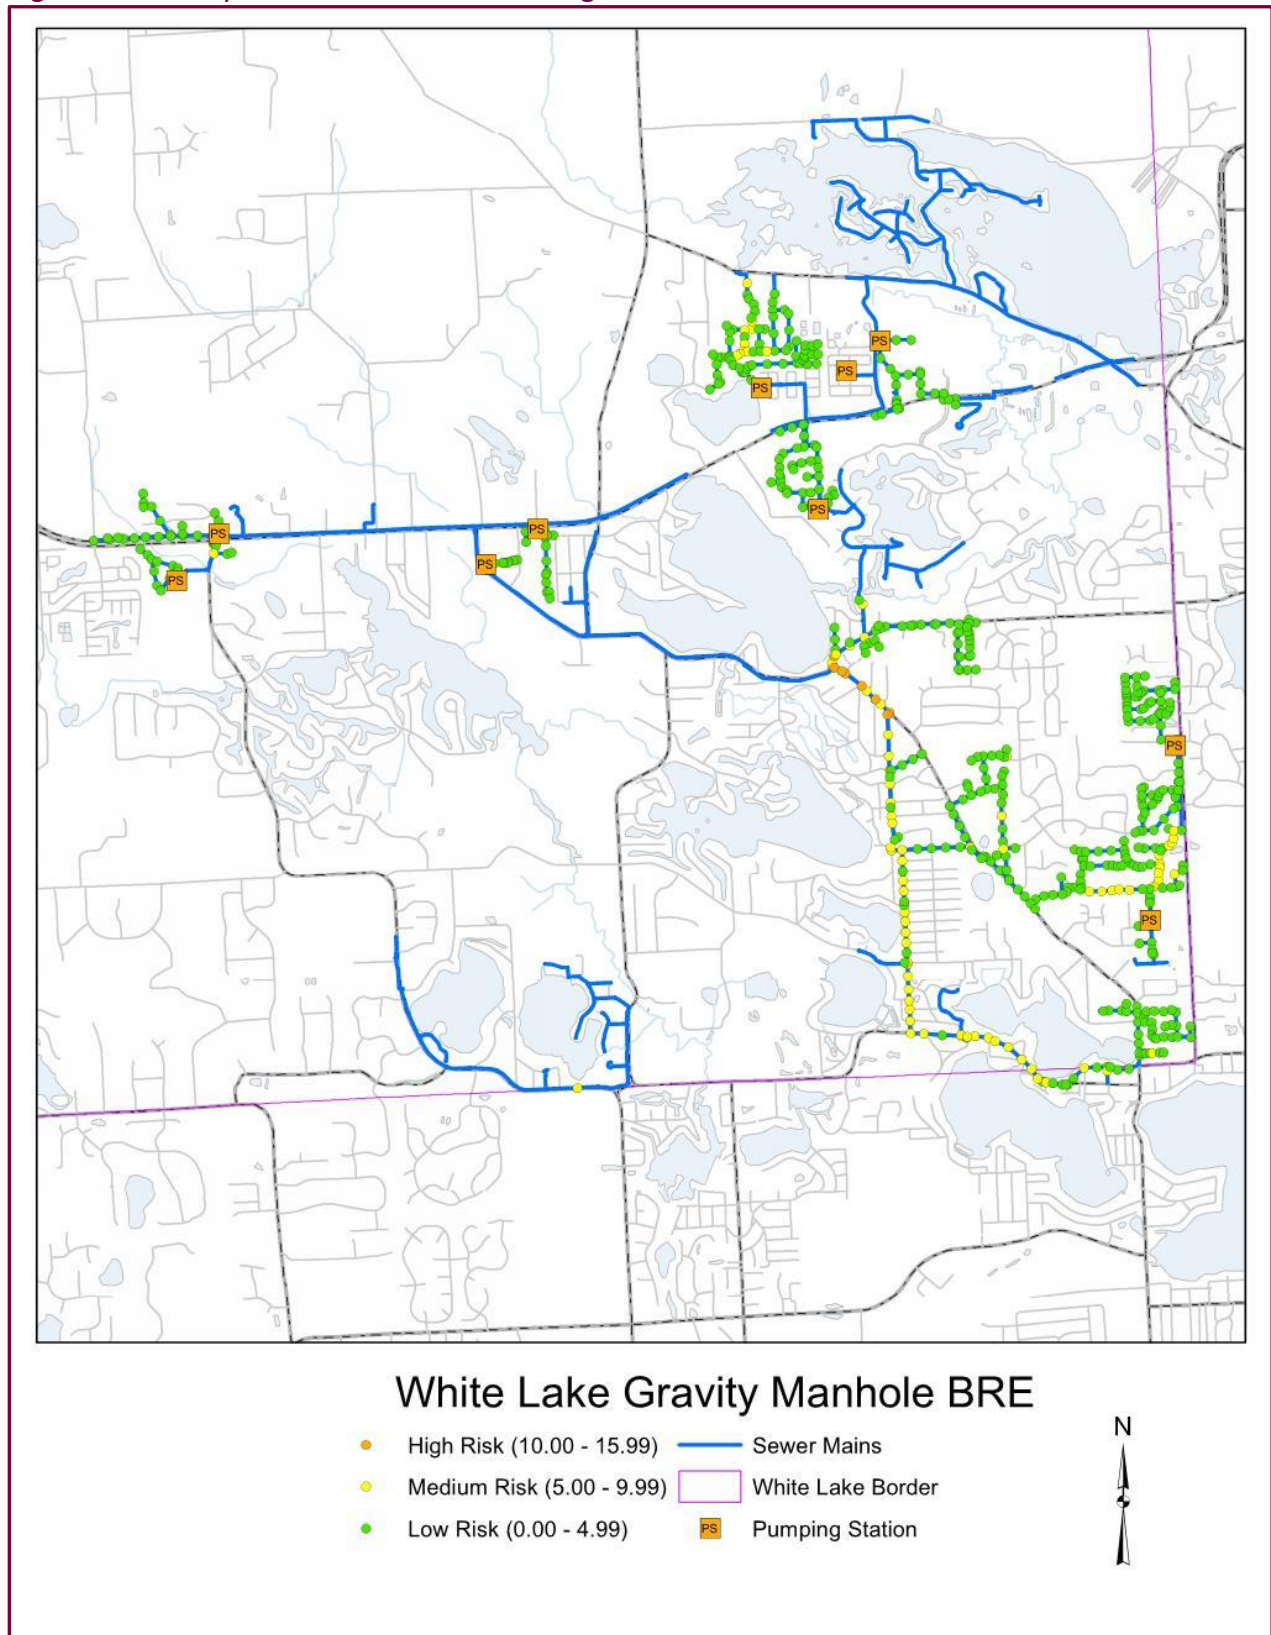 PS
PS
PS
PS
PS
PS
PS
PS
PS
PS
White Lake Gravity Manhole BRE
High Risk (10.00 - 15.99)
Sewer Mains
Medium Risk (5.00 - 9.99)
White Lake Border
Low Risk (0.00 - 4.99)
PS
Pumping Station
N